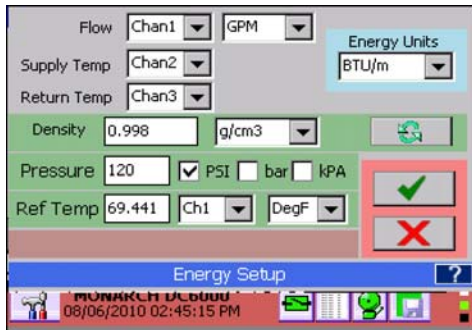 Flow Chan1 GPM
Energy Units
Supply Temp Chan2 BTU/m
Return Temp Chan3
Density 0.998 g/cm3
Pressure 120 PSI bar kPA
Ref Temp 69.441 Ch1 DegF
Energy Setup ?
MONARCH DC6000
08/06/2010 02:45:15 PM